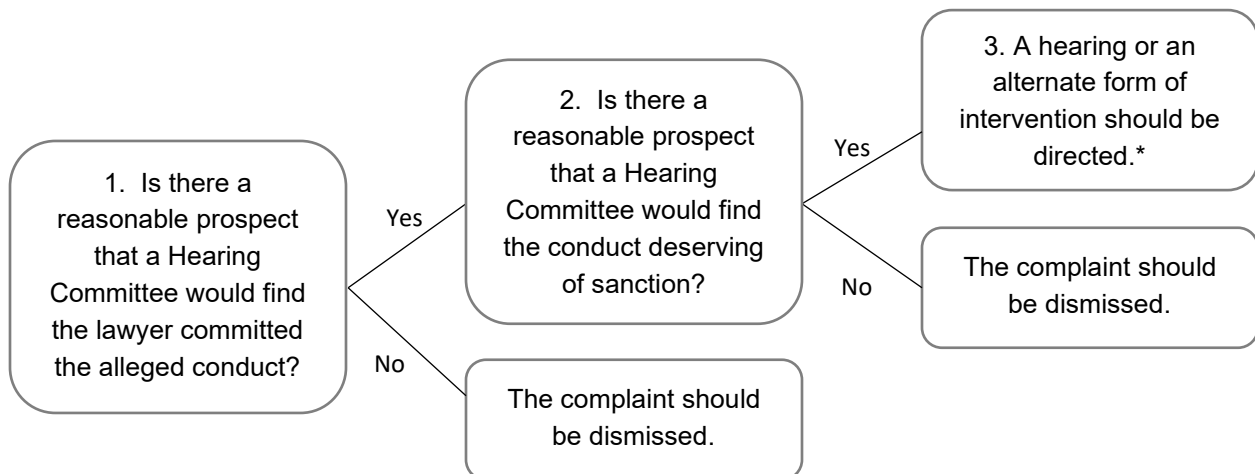 1. Is there a
reasonable prospect
that a Hearing
Committee would find
the lawyer committed
the alleged conduct?
Yes
No
2. Is there a
reasonable prospect
that a Hearing
Committee would find
the conduct deserving
of sanction?
The complaint should
be dismissed.
Yes
No
3. A hearing or an
alternate form of
intervention should be
directed.*
The complaint should
be dismissed.